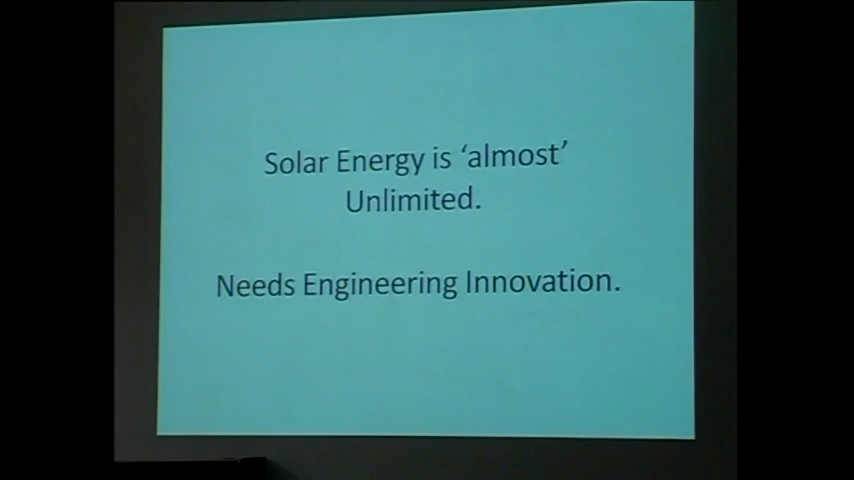 Solar Energy is ‘almost’
Unlimited.
Needs Engineering Innovation.